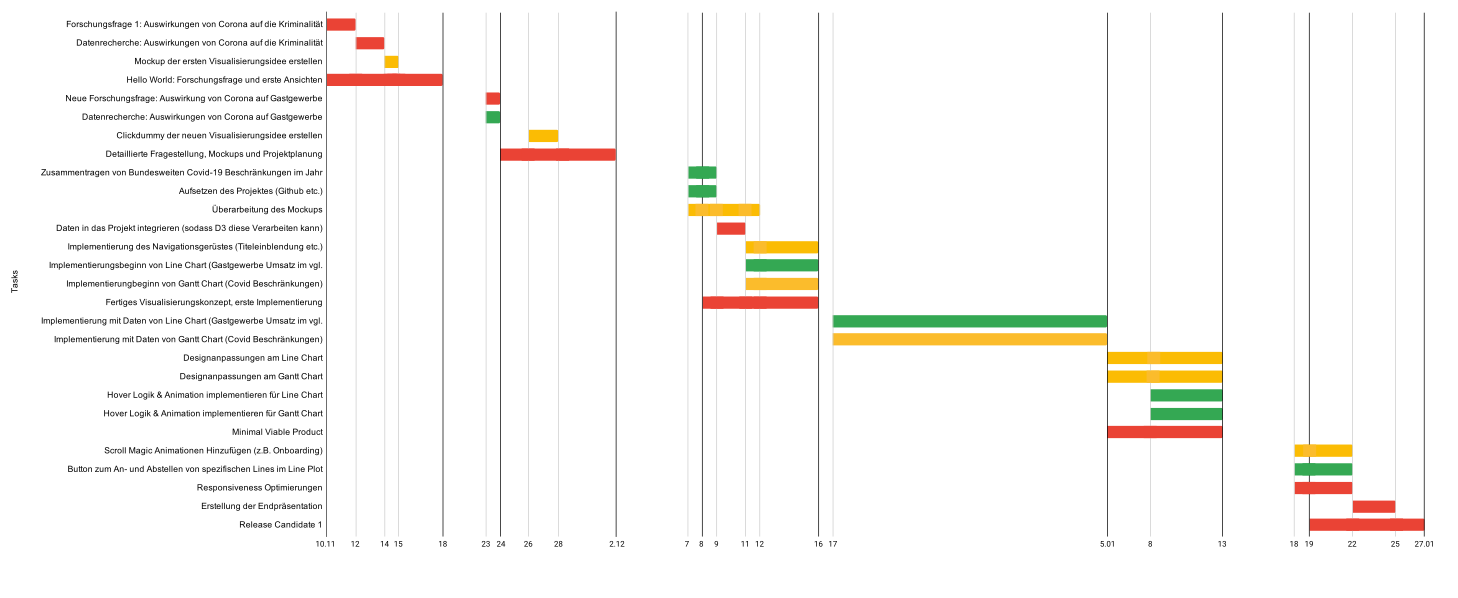 Forschungsfrage 1: Auswirkungen von Corona auf die Kriminalität
Datenrecherche: Auswirkungen von Corona auf die Kriminalität
Mockup der ersten Visualisierungsidee erstellen
Hello World: Forschungsfrage und erste Ansichten
Neue Forschungsfrage: Auswirkung von Corona auf Gastgewerbe
Datenrecherche: Auswirkungen von Corona auf Gastgewerbe
Clickdummy der neuen Visualisierungsidee erstellen
Detaillierte Fragestellung, Mockups und Projektplanung
Zusammentragen von Bundesweiten Covid-19 Beschränkungen im Jahr
Aufsetzen des Projektes (Github etc.)
Überarbeitung des Mockups
Daten in das Projekt integrieren (sodass D3 diese Verarbeiten kann)
Implementierung des Navigationsgerüstes (Titeleinblendung etc.)
Implementierungsbeginn von Line Chart (Gastgewerbe Umsatz im vgl.
Implementierungbeginn von Gantt Chart (Covid Beschränkungen)
Fertiges Visualisierungskonzept, erste Implementierung
Implementierung mit Daten von Line Chart (Gastgewerbe Umsatz im vgl.
Implementierung mit Daten von Gantt Chart (Covid Beschränkungen)
Designanpassungen am Line Chart
Designanpassungen am Gantt Chart
Hover Logik & Animation implementieren für Line Chart
Hover Logik & Animation implementieren für Gantt Chart
Minimal Viable Product
Scroll Magic Animationen Hinzufügen (z.B. Onboarding)
Button zum An- und Abstellen von spezifischen Lines im Line Plot
Responsiveness Optimierungen
Erstellung der Endpräsentation
Release Candidate 1
Tasks
10.11 12 14 15 18 23 24 26 28 2.12 7 8 9 11 12 16 17 5.01 8 13 18 19 22 25 27.01